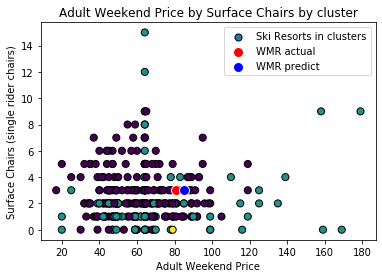 Adult Weekend Price by Surface Chairs by cluster
Ski Resorts in clusters
WMR actual
WMR predict
Surface Chairs (single rider chairs)
14
12
10
8
6
4
2
0
20 40 60 80 100 120 140 160 180
Adult Weekend Price